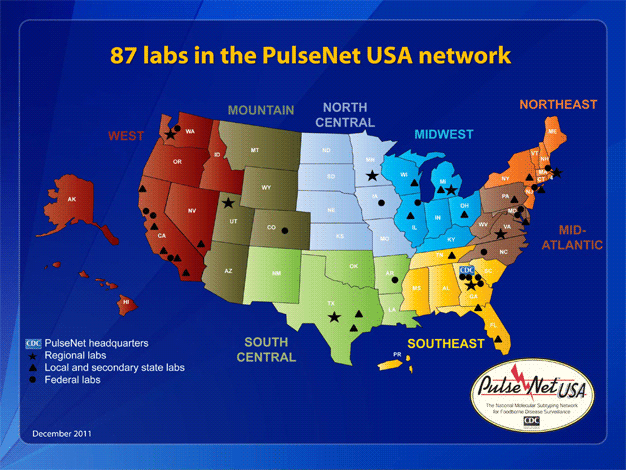 87 labs in the PulseNet USA network
NORTHEAST
MOUNTAIN
NORTH
CENTRAL
MIDWEST
WEST
WA
MT
ND
MN
ME
VT
NH
OR
ID
SD
WI
MI
NY
MA
CT
WY
IA
PA
NJ
AK
NV
NE
OH
MD
UT
CO
IL
IN
WV
VA
MID-
ATLANTIC
CA
KS
MO
KY
NC
AZ
NM
OK
AR
TN
CDC
SC
HI
TX
LA
MS
AL
GA
FL
SOUTH
CENTRAL
SOUTHEAST
PR
CDC PulseNet headquarters
Regional labs
Local and secondary state labs
Federal labs
PulseNet USA
The National Molecular Subtyping Network
for Foodborne Disease Surveillance
CDC
December 2011